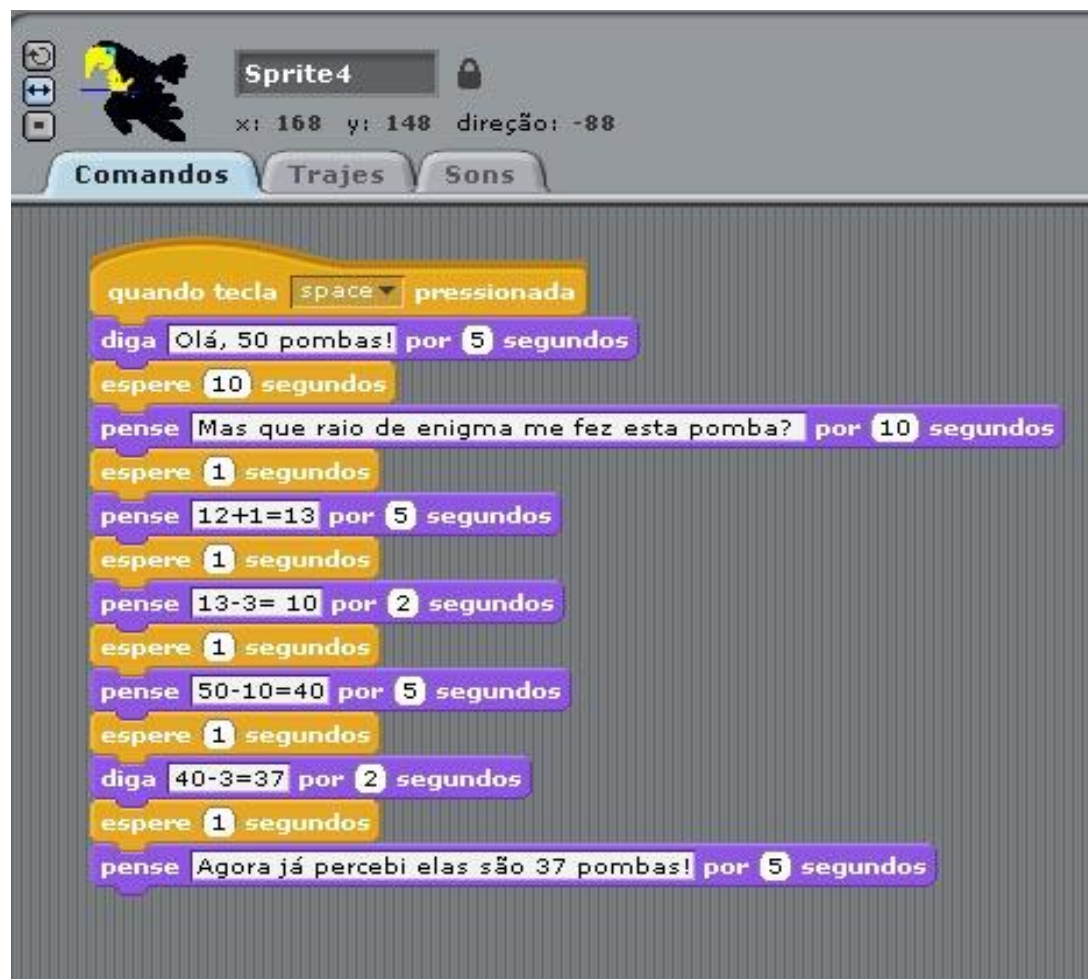 Sprite4
x: 168 y: 148 direção: -88
Comandos Trajes Sons
quando tecla space pressionada
diga Olá, 50 pombas! por 5 segundos
espere 10 segundos
pense Mas que raio de enigma me fez esta pomba? por 10 segundos
espere 1 segundos
pense 12+1=13 por 5 segundos
espere 1 segundos
pense 13-3= 10 por 2 segundos
espere 1 segundos
pense 50-10=40 por 5 segundos
espere 1 segundos
diga 40-3=37 por 2 segundos
espere 1 segundos
pense Agora já percebi elas são 37 pombas! por 5 segundos